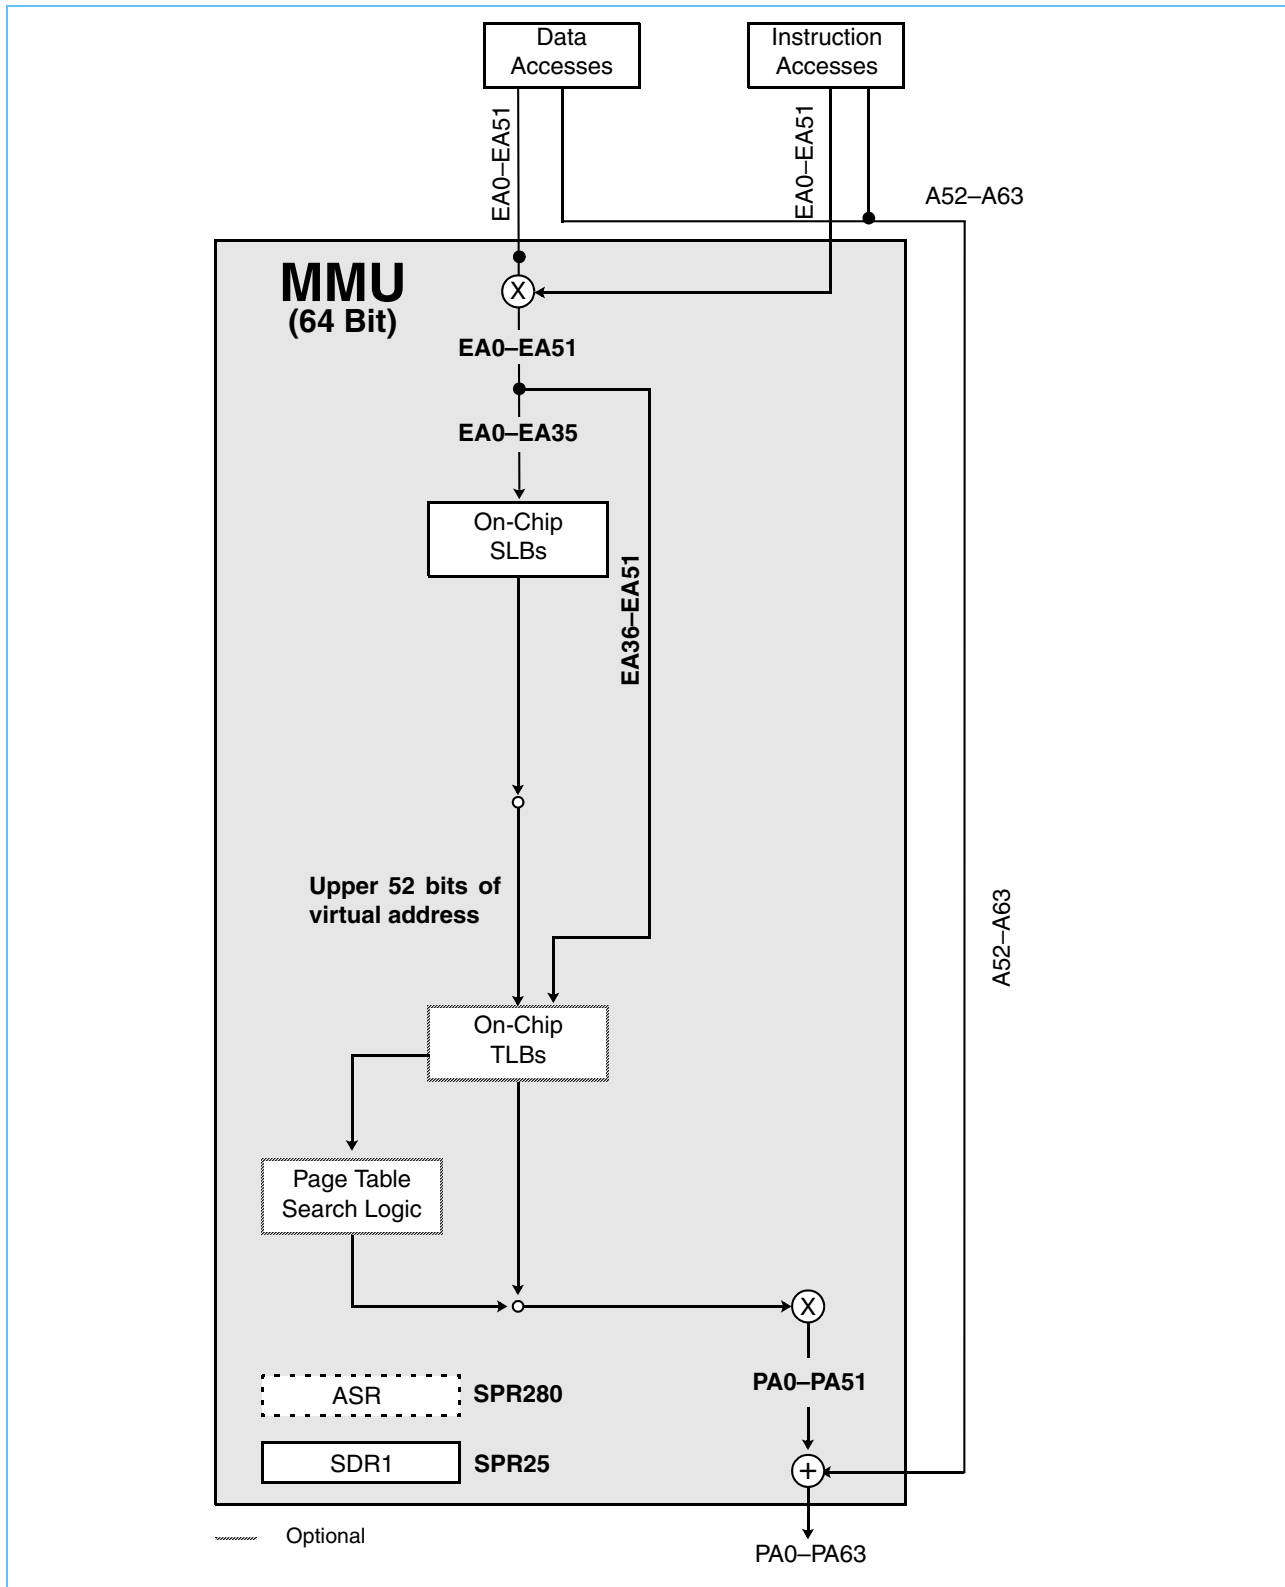 Data
Accesses
Instruction
Accesses
EA0–EA51
EA0–EA51
A52–A63
MMU
(64 Bit)
X
EA0–EA51
EA0–EA35
On-Chip
SLBs
EA36–EA51
Upper 52 bits of
virtual address
A52–A63
On-Chip
TLBs
Page Table
Search Logic
X
PA0–PA51
ASR
SPR280
SDR1
SPR25
+
Optional
PA0–PA63